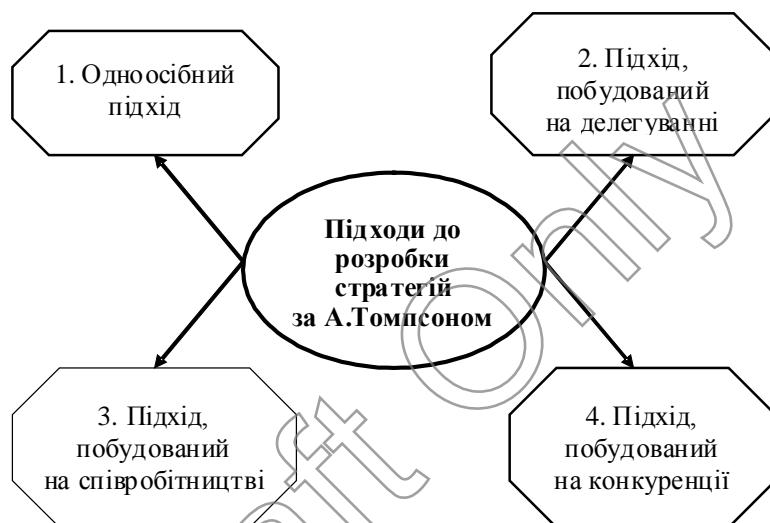 1. Одноосібний
підхід
2. Підхід,
побудований
на делегуванні
Підходи до
розробки
стратегій
за А.Томпсоном
3. Підхід,
побудований
на співробітництві
4. Підхід,
побудований
на конкуренції
Only